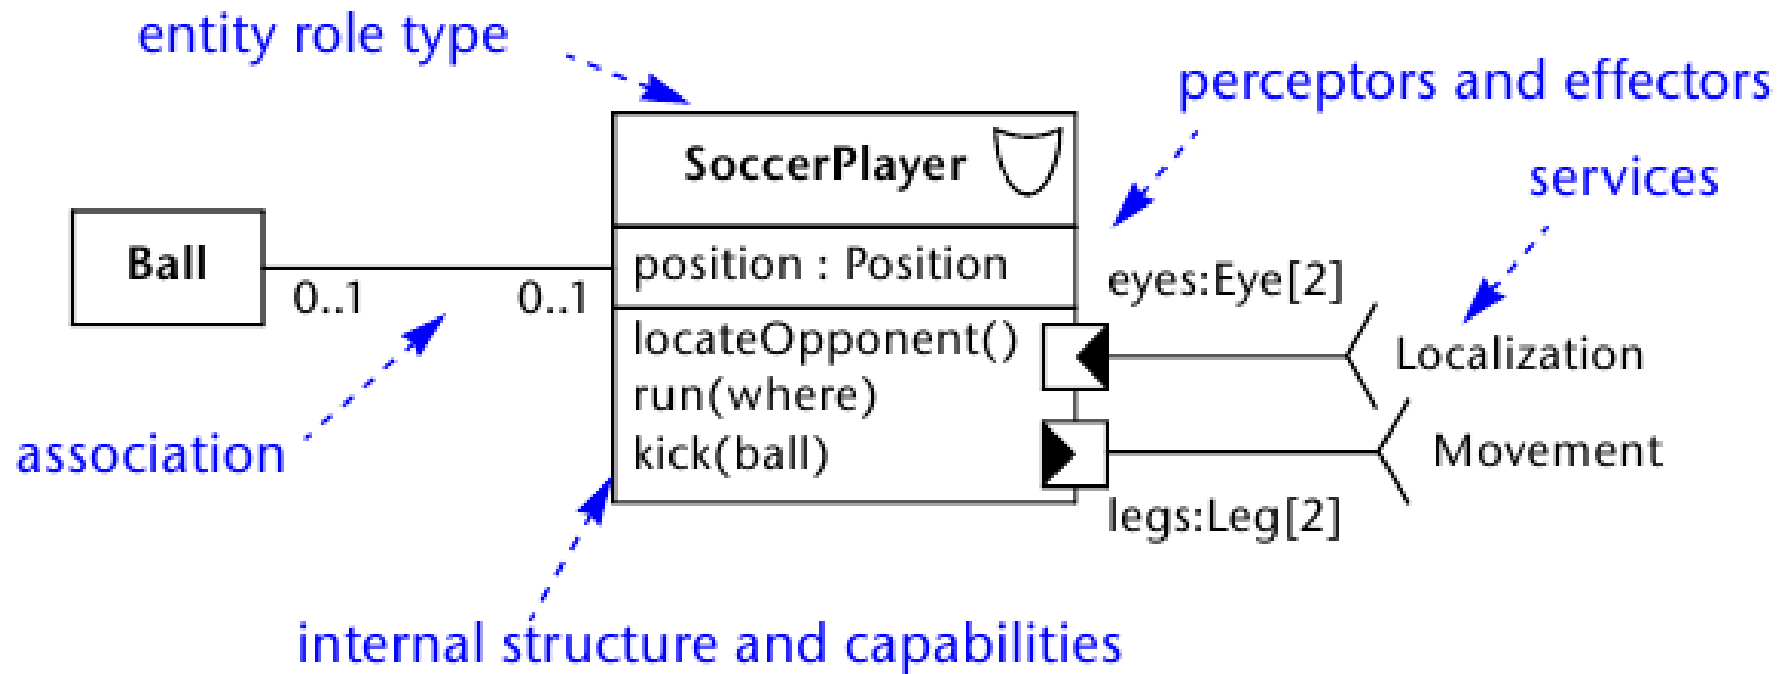 entity role type
perceptors and effectors
SoccerPlayer
services
Ball
position : Position
0..1
0..1
eyes:Eye[2]
locateOpponent()
Localization
run(where)
association
kick(ball)
Movement
legs:Leg[2]
internal structure and capabilities